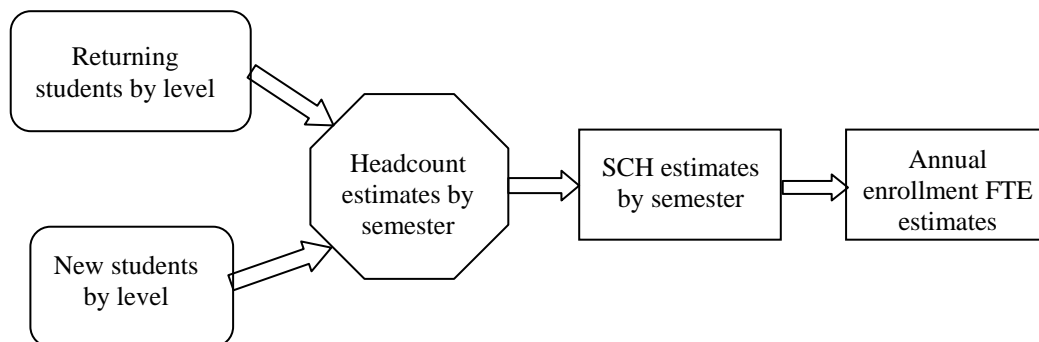 Returning
students by level
New students
by level
Headcount
estimates by
semester
SCH estimates
by semester
Annual
enrollment FTE
estimates